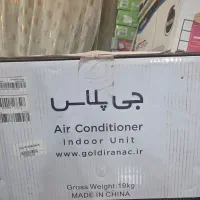 جی پلاس
Air Conditioner
Indoor Unit
www.goldiranac.ir
Gross Weight:19kg
MADE IN CHINA